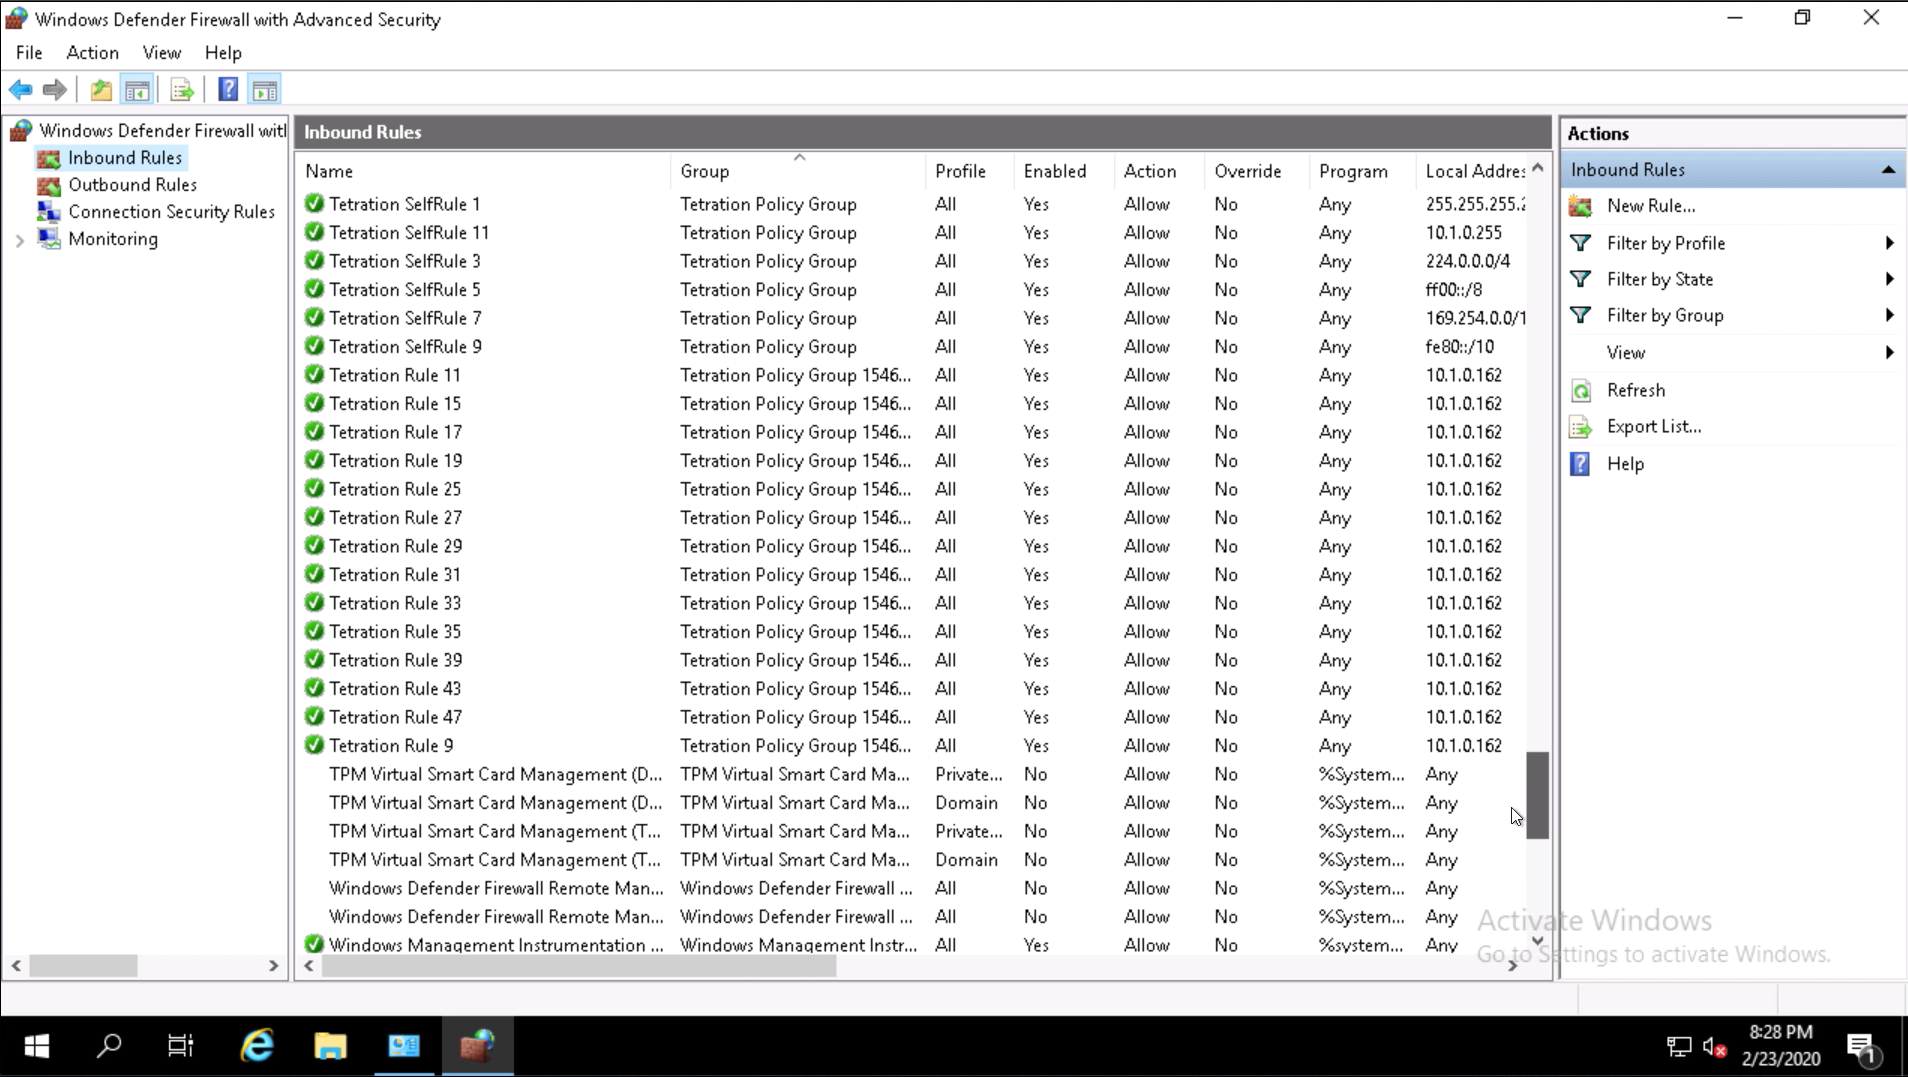 Windows Defender Firewall with Advanced Security
File Action View Help
Windows Defender Firewall witl
Inbound Rules
Outbound Rules
Connection Security Rules
Monitoring
Inbound Rules
Name Group Profile Enabled Action Override Program Local Addres
Tetration SelfRule 1 Tetration Policy Group All Yes Allow No Any 255.255.255.2
Tetration SelfRule 11 Tetration Policy Group All Yes Allow No Any 10.1.0.255
Tetration SelfRule 3 Tetration Policy Group All Yes Allow No Any 224.0.0.0/4
Tetration SelfRule 5 Tetration Policy Group All Yes Allow No Any ff00::/8
Tetration SelfRule 7 Tetration Policy Group All Yes Allow No Any 169.254.0.0/1
Tetration SelfRule 9 Tetration Policy Group All Yes Allow No Any fe80::/10
Tetration Rule 11 Tetration Policy Group 1546... All Yes Allow No Any 10.1.0.162
Tetration Rule 15 Tetration Policy Group 1546... All Yes Allow No Any 10.1.0.162
Tetration Rule 17 Tetration Policy Group 1546... All Yes Allow No Any 10.1.0.162
Tetration Rule 19 Tetration Policy Group 1546... All Yes Allow No Any 10.1.0.162
Tetration Rule 25 Tetration Policy Group 1546... All Yes Allow No Any 10.1.0.162
Tetration Rule 27 Tetration Policy Group 1546... All Yes Allow No Any 10.1.0.162
Tetration Rule 29 Tetration Policy Group 1546... All Yes Allow No Any 10.1.0.162
Tetration Rule 31 Tetration Policy Group 1546... All Yes Allow No Any 10.1.0.162
Tetration Rule 33 Tetration Policy Group 1546... All Yes Allow No Any 10.1.0.162
Tetration Rule 35 Tetration Policy Group 1546... All Yes Allow No Any 10.1.0.162
Tetration Rule 39 Tetration Policy Group 1546... All Yes Allow No Any 10.1.0.162
Tetration Rule 43 Tetration Policy Group 1546... All Yes Allow No Any 10.1.0.162
Tetration Rule 47 Tetration Policy Group 1546... All Yes Allow No Any 10.1.0.162
Tetration Rule 9 Tetration Policy Group 1546... All Yes Allow No Any 10.1.0.162
TPM Virtual Smart Card Management (D... TPM Virtual Smart Card Ma... Private... No Allow No %System... Any
TPM Virtual Smart Card Management (D... TPM Virtual Smart Card Ma... Domain No Allow No %System... Any
TPM Virtual Smart Card Management (T... TPM Virtual Smart Card Ma... Private... No Allow No %System... Any
TPM Virtual Smart Card Management (T... TPM Virtual Smart Card Ma... Domain No Allow No %System... Any
Windows Defender Firewall Remote Man... Windows Defender Firewall ... All No Allow No %System... Any
Windows Defender Firewall Remote Man... Windows Defender Firewall ... All No Allow No %System... Any
Windows Management Instrumentation ... Windows Management Instr... All Yes Allow No %system... Any
Actions
Inbound Rules
New Rule...
Filter by Profile
Filter by State
Filter by Group
View
Refresh
Export List...
Help
Activate Windows
Go to Settings to activate Windows.
8:28 PM
2/23/2020
1